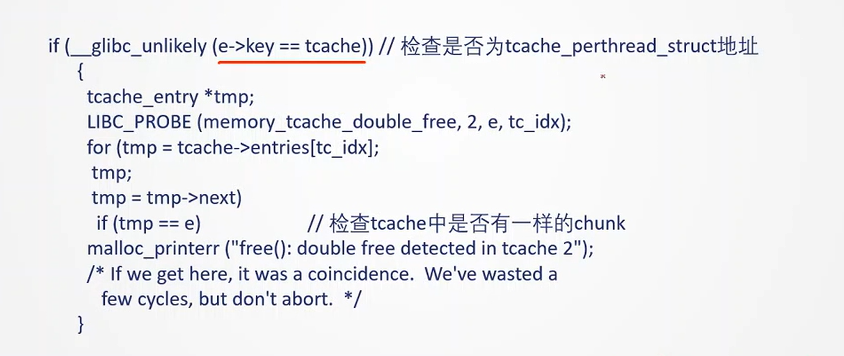 if (__glibc_unlikely (e->key == tcache)) // 检查是否为tcache_perthread_struct地址
{
tcache_entry *tmp;
LIBC_PROBE (memory_tcache_double_free, 2, e, tc_idx);
for (tmp = tcache->entries[tc_idx];
tmp;
tmp = tmp->next)
if (tmp == e) // 检查tcache中是否有一样的chunk
malloc_printerr ("free(): double free detected in tcache 2");
/* If we get here, it was a coincidence. We've wasted a
few cycles, but don't abort. */
}